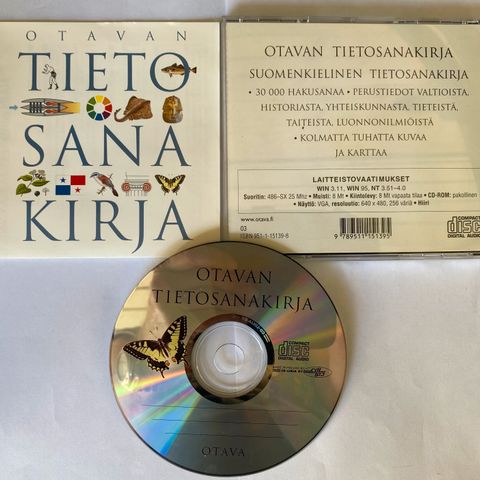 OTAVAN
TIETO
SANA
KIRJA
OTAVAN TIETOSANAKIRJA
SUOMENKIELINEN TIETOSANAKIRJA
• 30 000 HAKUSANAA • PERUSTIEDOT VALTIOISTA,
HISTORIASTA, YHTEISKUNNASTA, TIETEISTÄ,
TAITEISTA, LUONNONILMIÖISTÄ
• KOLMATTA TUHATTA KUVAA
JA KARTTAA
LAITTEISTOVAATIMUKSET
WIN 3.11, WIN 95, NT 3.51–4.0
Suoritin: 486-SX 25 Mhz • Muisti: 8 Mt • Kiintolevy: 8 Mt vapaata tilaa • CD-ROM: pakollinen
• Näyttö: VGA, resoluutio: 640 x 480, 256 väriä • Hiiri
www.otava.fi
03
ISBN 951-1-15139-8
9 789511 151395
COMPACT
disc
DIGITAL AUDIO
OTAVAN
TIETOSANAKIRJA
COMPACT
disc
DIGITAL AUDIO
OTAVA